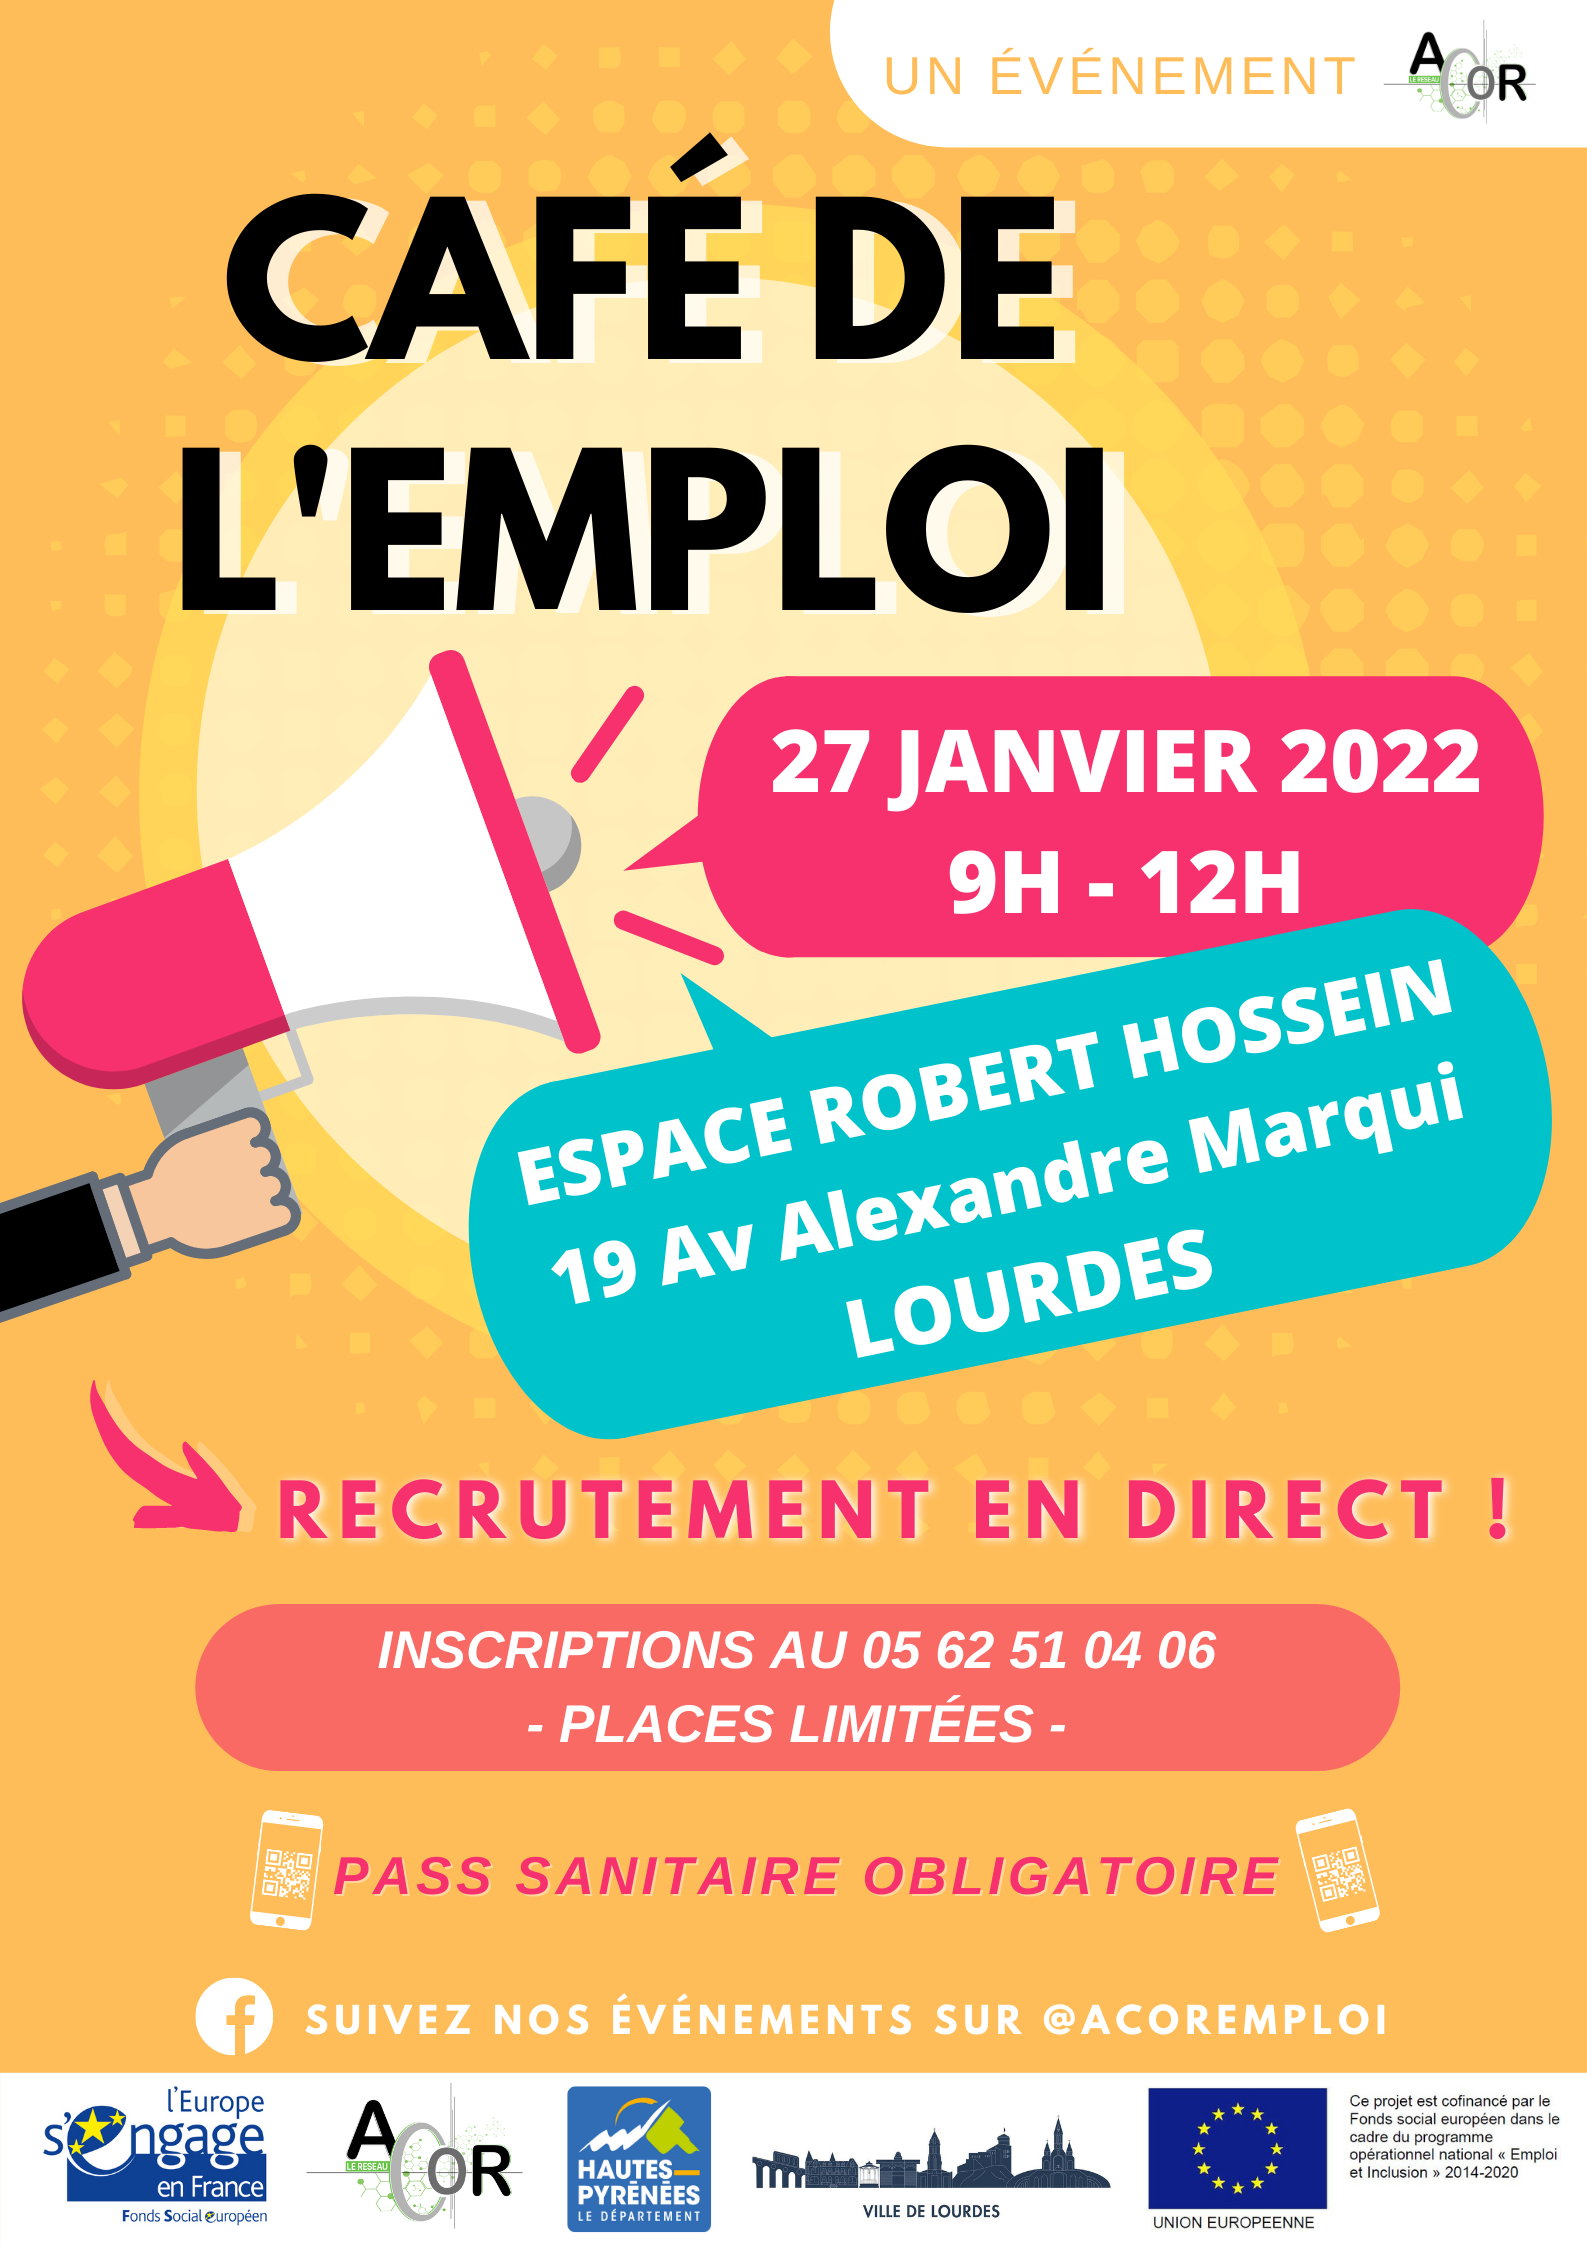 UN ÉVÉNEMENT
ACoR
LE RESEAU
CAFÉ DE
L'EMPLOI
27 JANVIER 2022
9H - 12H
ESPACE ROBERT HOSSEIN
19 Av Alexandre Marqui
LOURDES
RECRUTEMENT EN DIRECT !
INSCRIPTIONS AU 05 62 51 04 06
- PLACES LIMITÉES -
PASS SANITAIRE OBLIGATOIRE
SUIVEZ NOS ÉVÉNEMENTS SUR @ACOREMPLOI
l'Europe
s'engage
en France
Fonds Social européen
ACoR
LE RESEAU
HAUTES-
PYRÉNÉES
LE DÉPARTEMENT
VILLE DE LOURDES
UNION EUROPEENNE
Ce projet est cofinancé par le
Fonds social européen dans le
cadre du programme
opérationnel national « Emploi
et Inclusion » 2014-2020